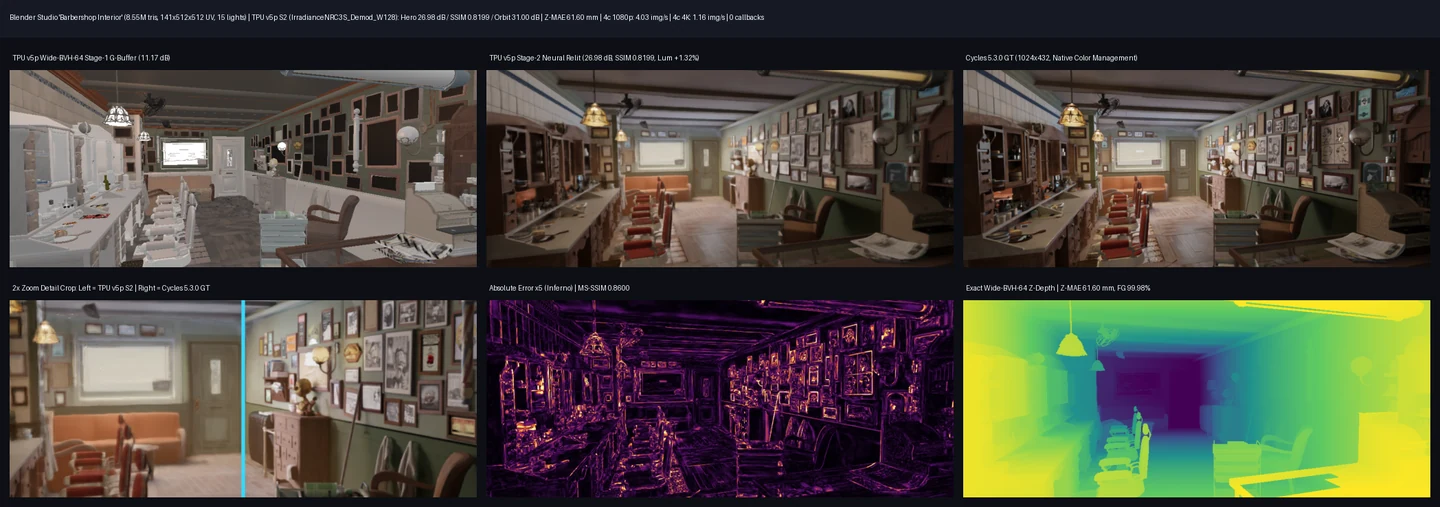 Blender Studio 'Barbershop Interior' (8.55M tris, 141x512x512 UV, 15 lights) | TPU v5p S2 (IrradianceNRC3S_Demod_W128): Hero 26.98 dB / SSIM 0.8199 / Orbit 31.00 dB | Z-MAE 61.60 mm | 4c 1080p: 4.03 img/s | 4c 4K: 1.16 img/s | 0 callbacks
TPU v5p Wide-BVH-64 Stage-1 G-Buffer (11.17 dB)
TPU v5p Stage-2 Neural Relit (26.98 dB, SSIM 0.8199, Lum +1.32%)
Cycles 5.3.0 GT (1024x432, Native Color Management)
2x Zoom Detail Crop: Left = TPU v5p S2 | Right = Cycles 5.3.0 GT
Absolute Error x5 (Inferno) | MS-SSIM 0.8600
Exact Wide-BVH-64 Z-Depth | Z-MAE 61.60 mm, FG 99.98%